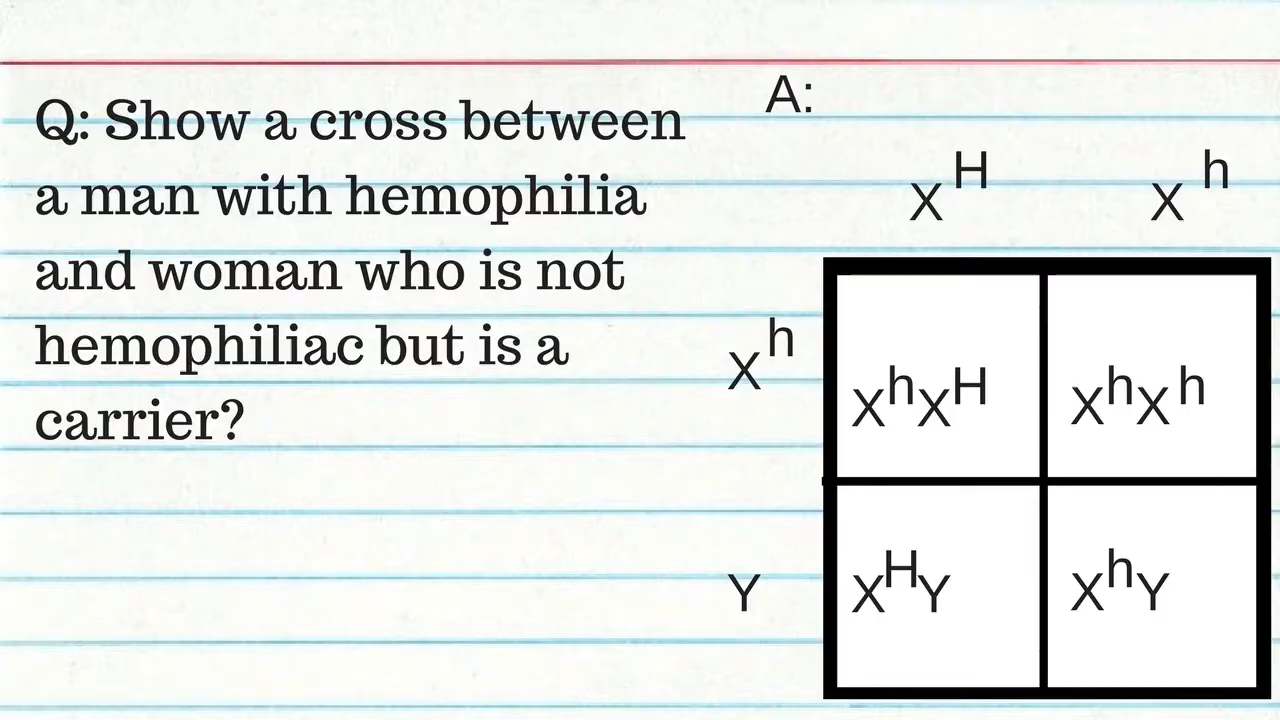 Q: Show a cross between
a man with hemophilia
and woman who is not
hemophiliac but is a
carrier?
A:
X^H X^h
X^h
X^hX^H X^hX^h
Y
X^HY X^hY